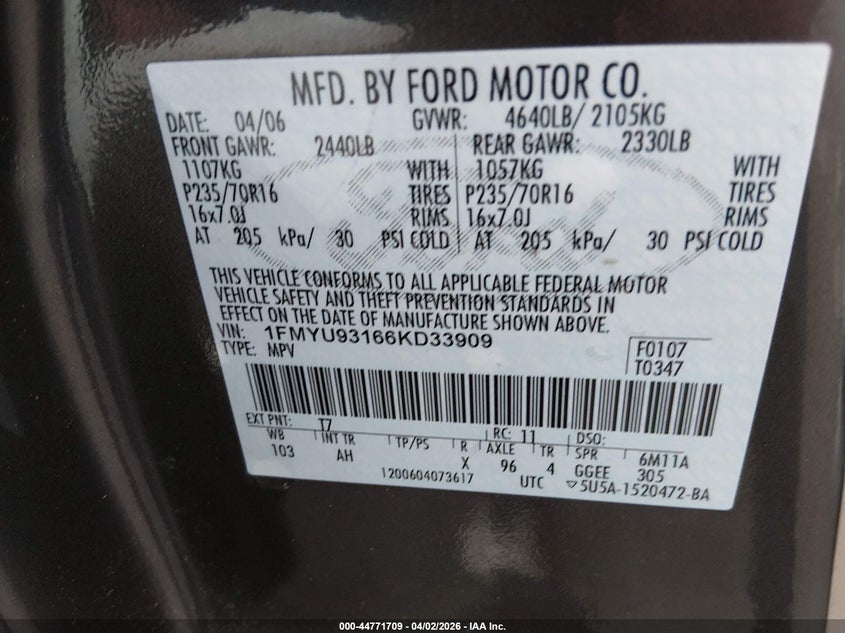 MFD. BY FORD MOTOR CO.
DATE: 04/06 GVWR: 4640LB/ 2105KG
FRONT GAWR: 2440LB REAR GAWR: 2330LB
1107KG WITH 1057KG WITH
P235/70R16 TIRES P235/70R16 TIRES
16x7.0J RIMS 16x7.0J RIMS
AT 205 kPa/ 30 PSI COLD AT 205 kPa/ 30 PSI COLD
THIS VEHICLE CONFORMS TO ALL APPLICABLE FEDERAL MOTOR
VEHICLE SAFETY AND THEFT PREVENTION STANDARDS IN
EFFECT ON THE DATE OF MANUFACTURE SHOWN ABOVE.
VIN: 1FMYU93166KD33909
TYPE: MPV
F0107
T0347
EXT PNT: T7 RC: 11 DSO:
WB INT TR TP/PS R AXLE TR SPR 6M11A
103 AH X 96 4 GGEE 305
1200604073617 UTC ▽5U5A-1520472-BA
Ford
000-44771709 - 04/02/2026 - IAA Inc.